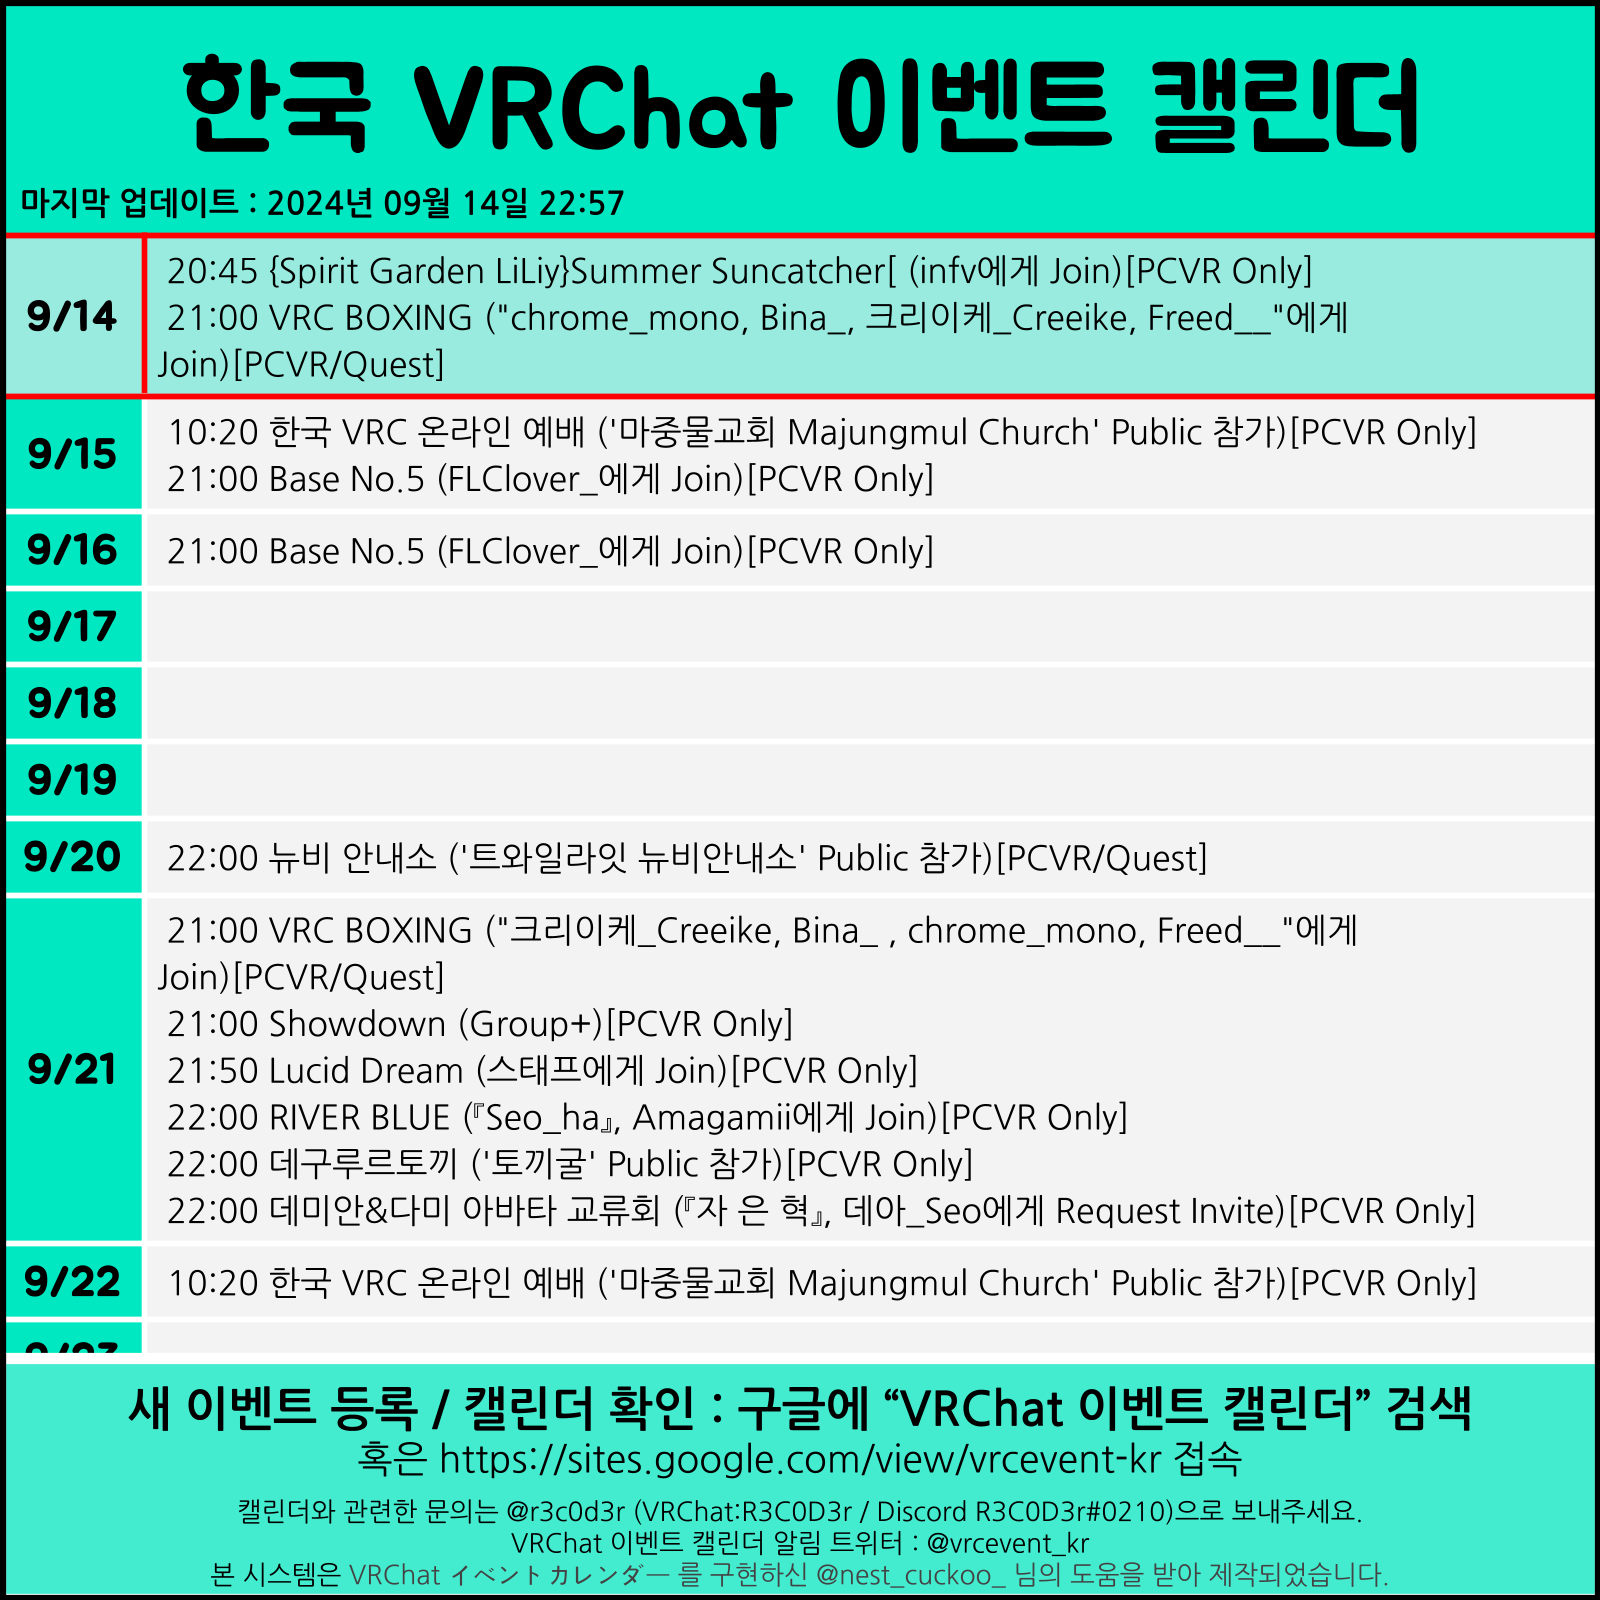 한국 VRChat 이벤트 캘린더
마지막 업데이트 : 2024년 09월 14일 22:57
9/14
20:45 {Spirit Garden LiLiy}Summer Suncatcher[ (infv에게 Join)[PCVR Only]
21:00 VRC BOXING ("chrome_mono, Bina_, 크리이케_Creeike, Freed__"에게
Join)[PCVR/Quest]
9/15
10:20 한국 VRC 온라인 예배 ('마중물교회 Majungmul Church' Public 참가)[PCVR Only]
21:00 Base No.5 (FLClover_에게 Join)[PCVR Only]
9/16
21:00 Base No.5 (FLClover_에게 Join)[PCVR Only]
9/17
9/18
9/19
9/20
22:00 뉴비 안내소 ('트와일라잇 뉴비안내소' Public 참가)[PCVR/Quest]
9/21
21:00 VRC BOXING ("크리이케_Creeike, Bina_ , chrome_mono, Freed__"에게
Join)[PCVR/Quest]
21:00 Showdown (Group+)[PCVR Only]
21:50 Lucid Dream (스태프에게 Join)[PCVR Only]
22:00 RIVER BLUE (『Seo_ha』, Amagamii에게 Join)[PCVR Only]
22:00 데구루르토끼 ('토끼굴' Public 참가)[PCVR Only]
22:00 데미안&다미 아바타 교류회 (『자 은 혁』, 데아_Seo에게 Request Invite)[PCVR Only]
9/22
10:20 한국 VRC 온라인 예배 ('마중물교회 Majungmul Church' Public 참가)[PCVR Only]
9/23
새 이벤트 등록 / 캘린더 확인 : 구글에 “VRChat 이벤트 캘린더” 검색
혹은 https://sites.google.com/view/vrcevent-kr 접속
캘린더와 관련한 문의는 @r3c0d3r (VRChat:R3C0D3r / Discord R3C0D3r#0210)으로 보내주세요.
VRChat 이벤트 캘린더 알림 트위터 : @vrcevent_kr
본 시스템은 VRChat イベントカレンダー 를 구현하신 @nest_cuckoo_ 님의 도움을 받아 제작되었습니다.